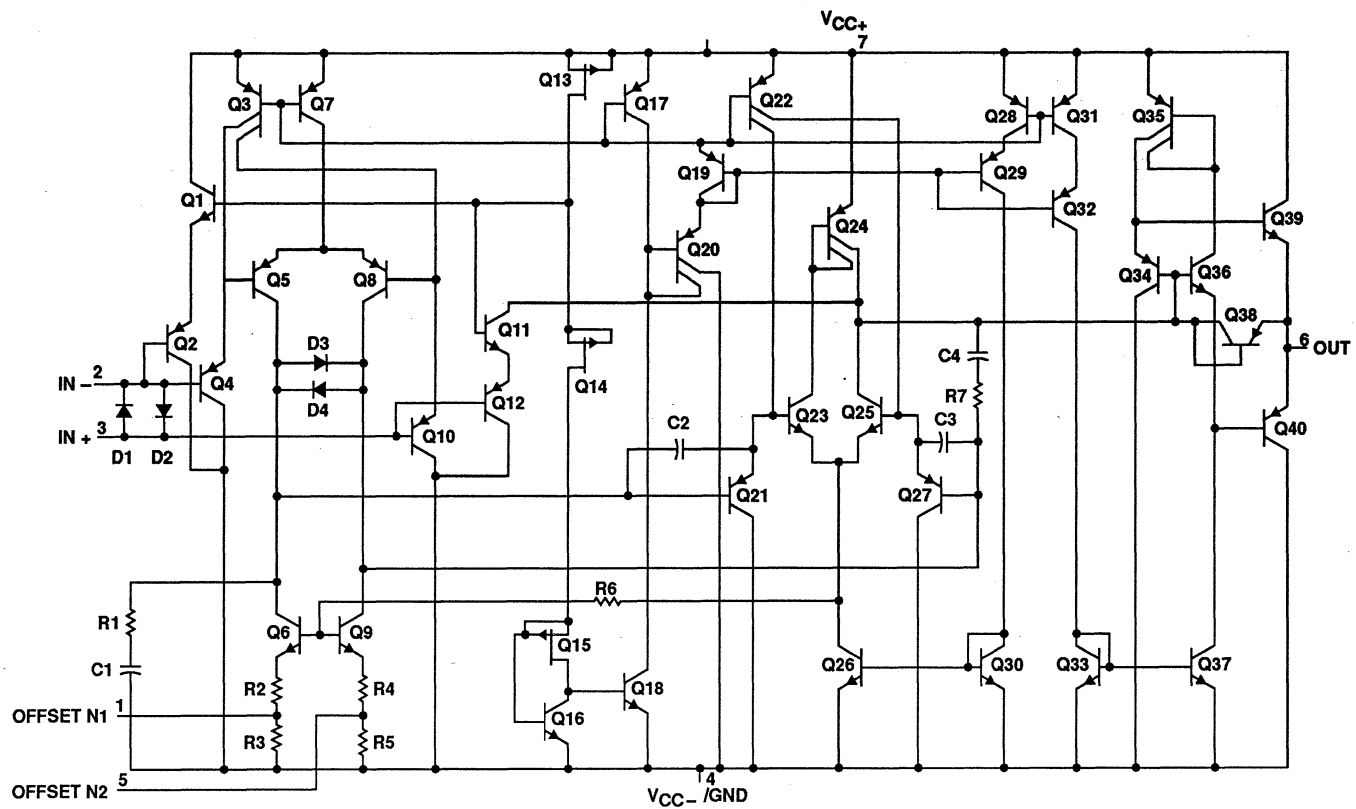 VCC+
7
Q3
Q7
Q13
Q17
Q22
Q28
Q31
Q35
Q19
Q29
Q1
Q32
Q39
Q20
Q24
Q5
Q8
Q34
Q36
Q11
Q38
Q2
D3
C4
6 OUT
IN − 2
Q4
Q14
D4
Q12
R7
IN + 3
Q10
C2
Q23
Q25
C3
Q40
D1
D2
Q21
Q27
R6
R1
Q6
Q9
Q15
C1
Q26
Q30
Q33
Q37
R2
R4
Q18
OFFSET N1 1
Q16
R3
R5
OFFSET N2 5
4
VCC− /GND